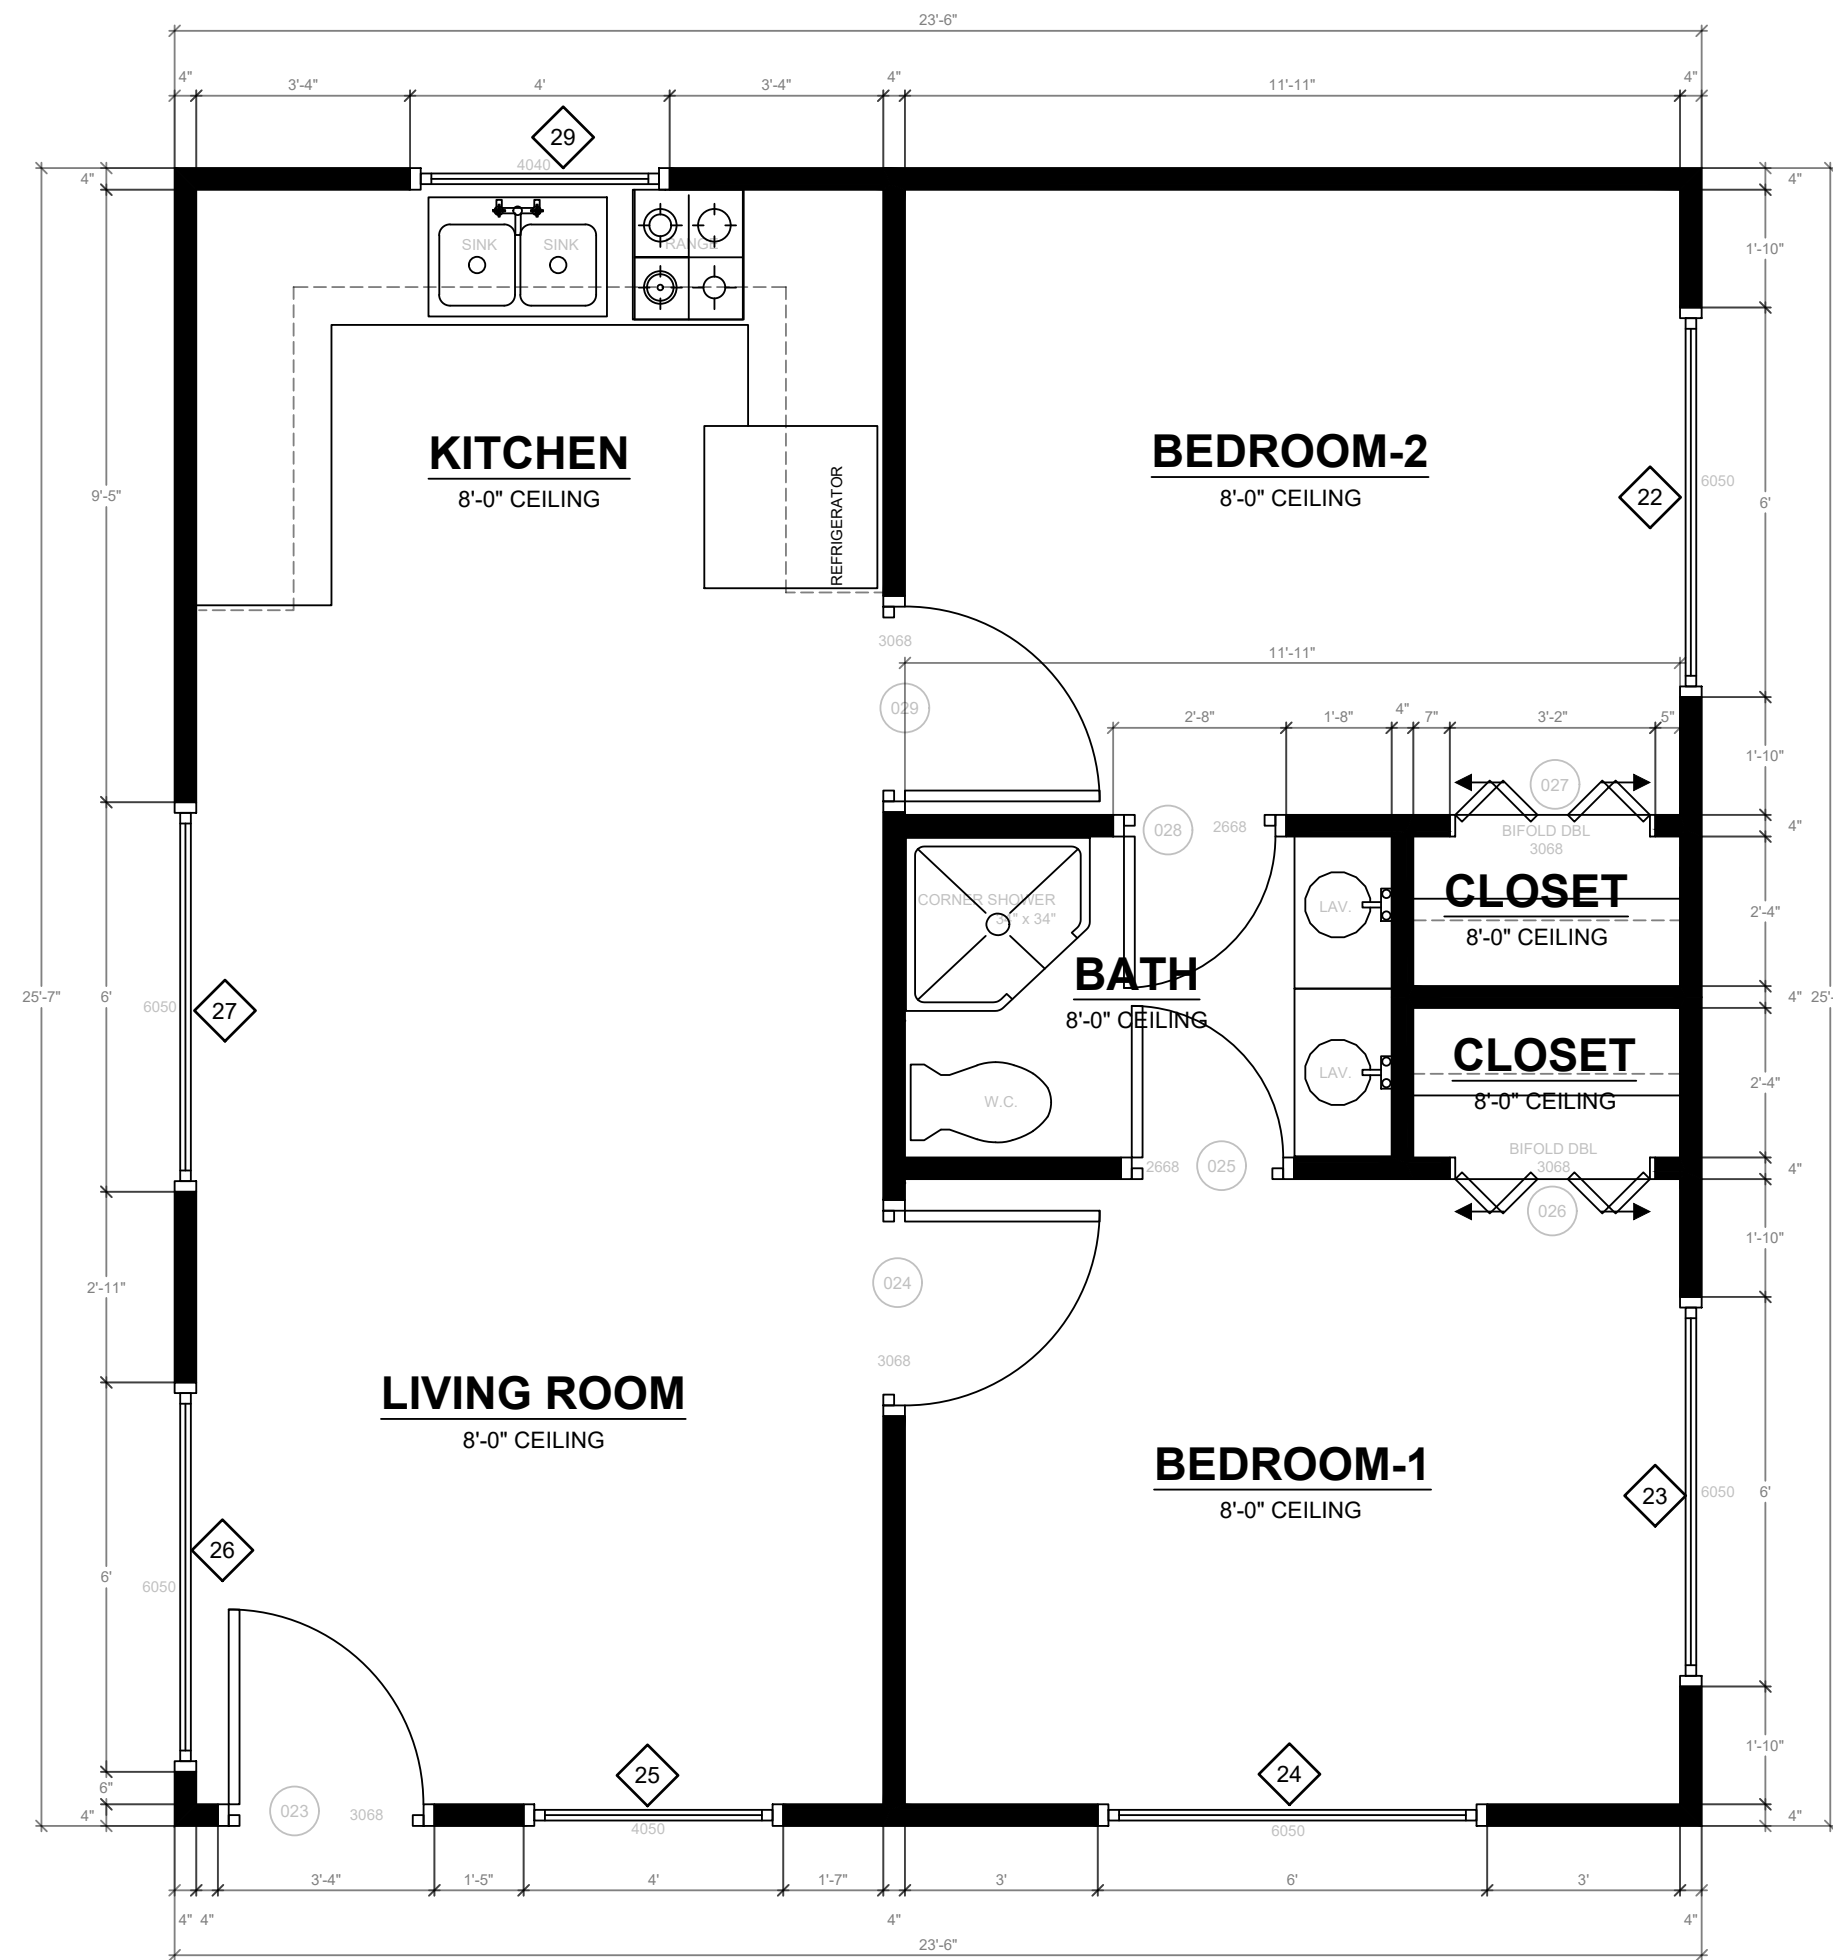 23'-6"
4" 3'-4" 4' 3'-4" 4" 11'-11" 4"
29
4040
4" 4"
SINK SINK RANGE
1'-10"
KITCHEN
8'-0" CEILING
REFRIGERATOR
BEDROOM-2
8'-0" CEILING
22
6050
6'
9'-5"
3068
029
11'-11"
2'-8" 1'-8" 4" 7" 3'-2" 5"
1'-10"
027
028
2668
BIFOLD DBL
3068
4"
CORNER SHOWER
34" x 34"
LAV.
CLOSET
8'-0" CEILING
2'-4"
BATH
8'-0" CEILING
25'-7"
6'
6050
27
4"
25'-
CLOSET
8'-0" CEILING
2'-4"
LAV.
W.C.
2668
025
BIFOLD DBL
3068
4"
026
1'-10"
024
2'-11"
3068
LIVING ROOM
8'-0" CEILING
BEDROOM-1
8'-0" CEILING
23
6050
6'
26
6050
6'
1'-10"
25
24
6"
4"
023
3068
4050
6050
4"
3'-4" 1'-5" 4' 1'-7" 3' 6' 3'
4" 4" 4" 4"
23'-6"